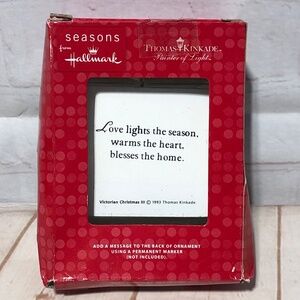 seasons
from
Hallmark
THOMAS KINKADE
Painter of Light
Love lights the season,
warms the heart,
blesses the home.
Victorian Christmas III © 1993 Thomas Kinkade
ADD A MESSAGE TO THE BACK OF ORNAMENT
USING A PERMANENT MARKER
(NOT INCLUDED).